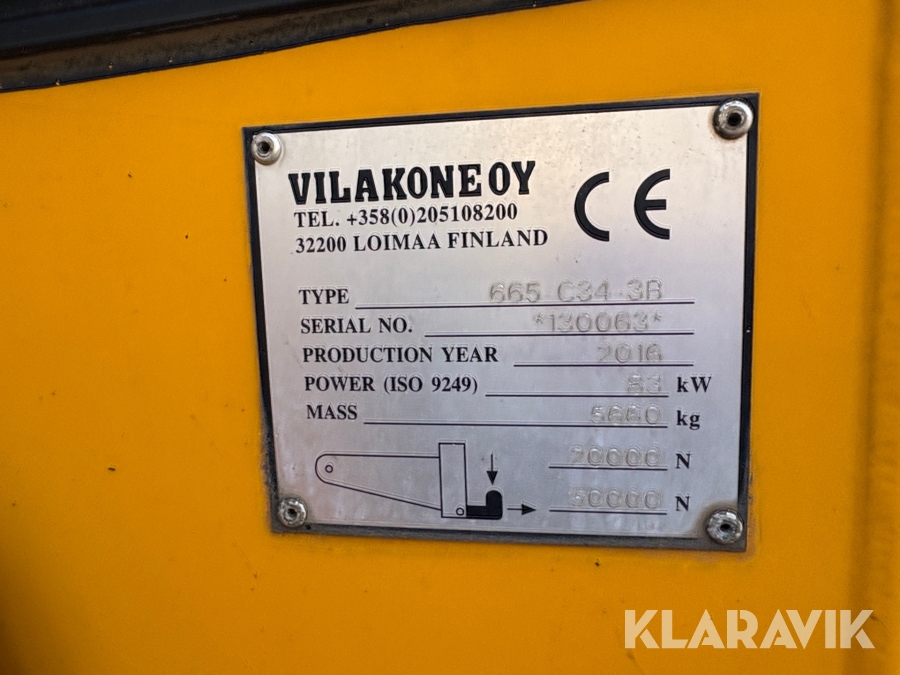 VILAKONE OY
TEL. +358(0)205108200
32200 LOIMAA FINLAND
CE
TYPE 665 C34-3B
SERIAL NO. *130063*
PRODUCTION YEAR 2016
POWER (ISO 9249) 83 kW
MASS kg
20000 N
50000 N
KLARAVIK